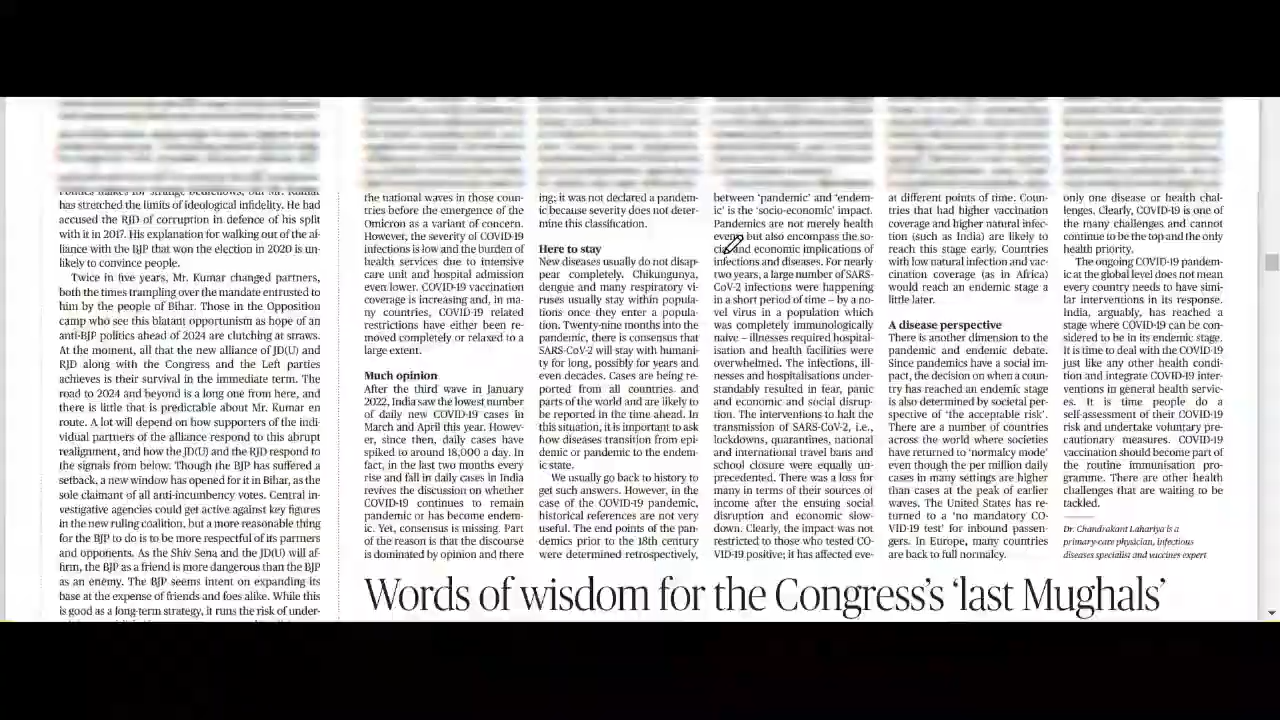 has stretched the limits of ideological infidelity. He had
accused the RJD of corruption in defence of his split
with it in 2017. His explanation for walking out of the al-
liance with the BJP that won the election in 2020 is un-
likely to convince people.
Twice in five years, Mr. Kumar changed partners,
both the times trampling over the mandate entrusted to
him by the people of Bihar. Those in the Opposition
camp who see this blatant opportunism as hope of an
anti-BJP politics ahead of 2024 are clutching at straws.
At the moment, all that the new alliance of JD(U) and
RJD along with the Congress and the Left parties
achieves is their survival in the immediate term. The
road to 2024 and beyond is a long one from here, and
there is little that is predictable about Mr. Kumar en
route. A lot will depend on how supporters of the indi-
vidual partners of the alliance respond to this abrupt
realignment, and how the JD(U) and the RJD respond to
the signals from below. Though the BJP has suffered a
setback, a new window has opened for it in Bihar, as the
sole claimant of all anti-incumbency votes. Central in-
vestigative agencies could get active against key figures
in the new ruling coalition, but a more reasonable thing
for the BJP to do is to be more respectful of its partners
and opponents. As the Shiv Sena and the JD(U) will af-
firm, the BJP as a friend is more dangerous than the BJP
as an enemy. The BJP seems intent on expanding its
base at the expense of friends and foes alike. While this
is good as a long-term strategy, it runs the risk of under-
the national waves in those coun-
tries before the emergence of the
Omicron as a variant of concern.
However, the severity of COVID-19
infections is low and the burden of
health services due to intensive
care unit and hospital admission
even lower. COVID-19 vaccination
coverage is increasing and, in ma-
ny countries, COVID-19 related
restrictions have either been re-
moved completely or relaxed to a
large extent.
Much opinion
After the third wave in January
2022, India saw the lowest number
of daily new COVID-19 cases in
March and April this year. Howev-
er, since then, daily cases have
spiked to around 18,000 a day. In
fact, in the last two months every
rise and fall in daily cases in India
revives the discussion on whether
COVID-19 continues to remain
pandemic or has become endem-
ic. Yet, consensus is missing. Part
of the reason is that the discourse
is dominated by opinion and there
ing; it was not declared a pandem-
ic because severity does not deter-
mine this classification.
Here to stay
New diseases usually do not disap-
pear completely. Chikungunya,
dengue and many respiratory vi-
ruses usually stay within popula-
tions once they enter a popula-
tion. Twenty-nine months into the
pandemic, there is consensus that
SARS-CoV-2 will stay with humani-
ty for long, possibly for years and
even decades. Cases are being re-
ported from all countries and
parts of the world and are likely to
be reported in the time ahead. In
this situation, it is important to ask
how diseases transition from epi-
demic or pandemic to the endem-
ic state.
We usually go back to history to
get such answers. However, in the
case of the COVID-19 pandemic,
historical references are not very
useful. The end points of the pan-
demics prior to the 18th century
were determined retrospectively,
between ‘pandemic’ and ‘endem-
ic’ is the ‘socio-economic’ impact.
Pandemics are not merely health
events but also encompass the so-
cial and economic implications of
infections and diseases. For nearly
two years, a large number of SARS-
CoV-2 infections were happening
in a short period of time – by a no-
vel virus in a population which
was completely immunologically
naive – illnesses required hospital-
isation and health facilities were
overwhelmed. The infections, ill-
nesses and hospitalisations under-
standably resulted in fear, panic
and economic and social disrup-
tion. The interventions to halt the
transmission of SARS-CoV-2, i.e.,
lockdowns, quarantines, national
and international travel bans and
school closure were equally un-
precedented. There was a loss for
many in terms of their sources of
income after the ensuing social
disruption and economic slow-
down. Clearly, the impact was not
restricted to those who tested CO-
VID-19 positive; it has affected eve-
at different points of time. Coun-
tries that had higher vaccination
coverage and higher natural infec-
tion (such as India) are likely to
reach this stage early. Countries
with low natural infection and vac-
cination coverage (as in Africa)
would reach an endemic stage a
little later.
A disease perspective
There is another dimension to the
pandemic and endemic debate.
Since pandemics have a social im-
pact, the decision on when a coun-
try has reached an endemic stage
is also determined by societal per-
spective of ‘the acceptable risk’.
There are a number of countries
across the world where societies
have returned to ‘normalcy mode’
even though the per million daily
cases in many settings are higher
than cases at the peak of earlier
waves. The United States has re-
turned to a ‘no mandatory CO-
VID-19 test’ for inbound passen-
gers. In Europe, many countries
are back to full normalcy.
only one disease or health chal-
lenges. Clearly, COVID-19 is one of
the many challenges and cannot
continue to be the top and the only
health priority.
The ongoing COVID-19 pandem-
ic at the global level does not mean
every country needs to have simi-
lar interventions in its response.
India, arguably, has reached a
stage where COVID-19 can be con-
sidered to be in its endemic stage.
It is time to deal with the COVID-19
just like any other health condi-
tion and integrate COVID-19 inter-
ventions in general health servic-
es. It is time people do a
self-assessment of their COVID-19
risk and undertake voluntary pre-
cautionary measures. COVID-19
vaccination should become part of
the routine immunisation pro-
gramme. There are other health
challenges that are waiting to be
tackled.
Dr. Chandrakant Lahariya is a
primary-care physician, infectious
diseases specialist and vaccines expert
Words of wisdom for the Congress’s ‘last Mughals’